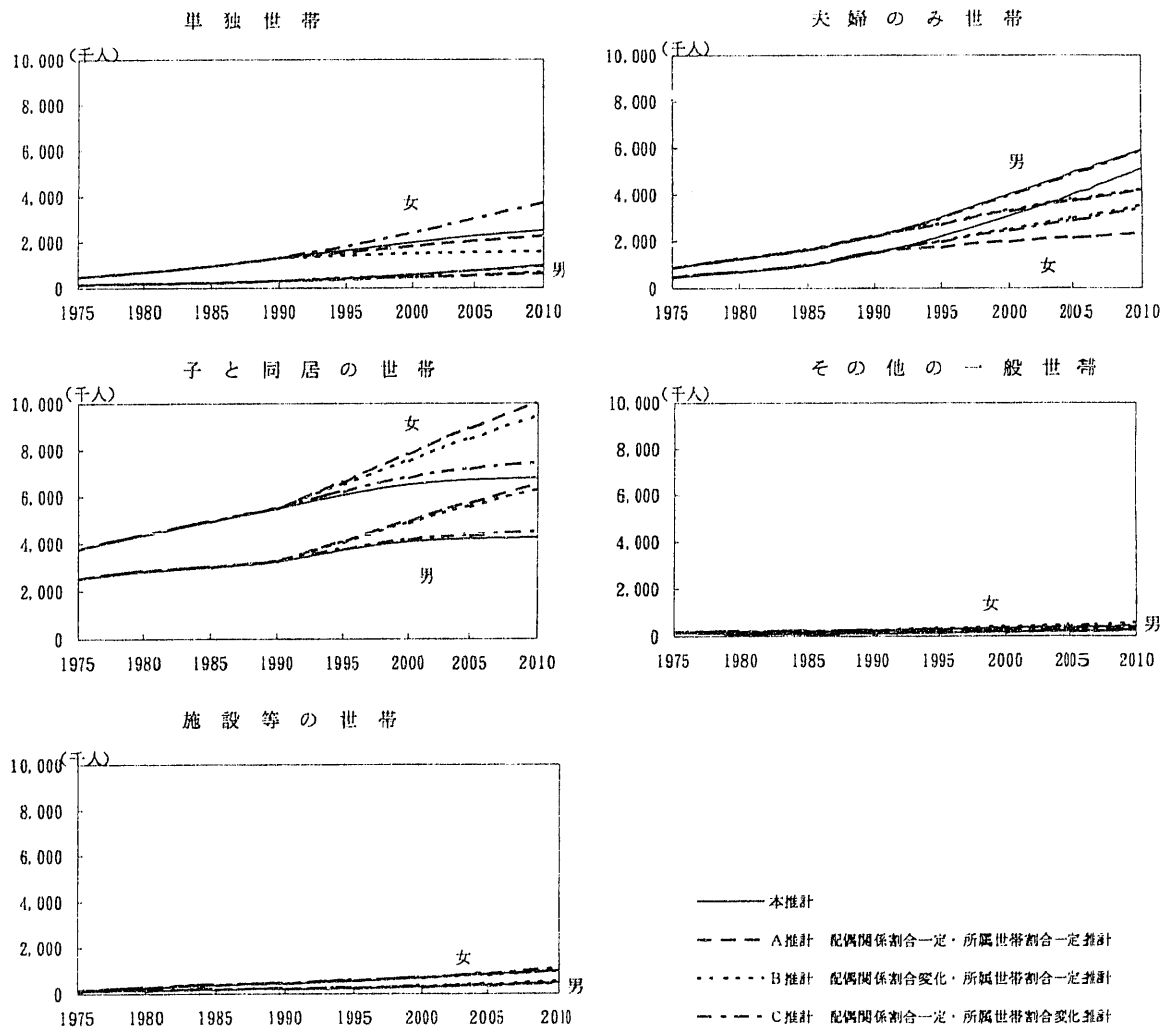 単独世帯
(千人)
10,000
8,000
6,000
4,000
2,000
0
女
男
1975 1980 1985 1990 1995 2000 2005 2010
夫婦のみ世帯
(千人)
10,000
8,000
6,000
4,000
2,000
0
男
女
1975 1980 1985 1990 1995 2000 2005 2010
子と同居の世帯
(千人)
10,000
8,000
6,000
4,000
2,000
0
女
男
1975 1980 1985 1990 1995 2000 2005 2010
その他の一般世帯
(千人)
10,000
8,000
6,000
4,000
2,000
0
女
男
1975 1980 1985 1990 1995 2000 2005 2010
施設等の世帯
(千人)
10,000
8,000
6,000
4,000
2,000
0
女
男
1975 1980 1985 1990 1995 2000 2005 2010
本推計
A推計 配偶関係割合一定・所属世帯割合一定推計
B推計 配偶関係割合変化・所属世帯割合一定推計
C推計 配偶関係割合一定・所属世帯割合変化推計